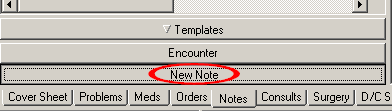 Templates
Encounter
New Note
Cover Sheet Problems Meds Orders Notes Consults Surgery D/C S